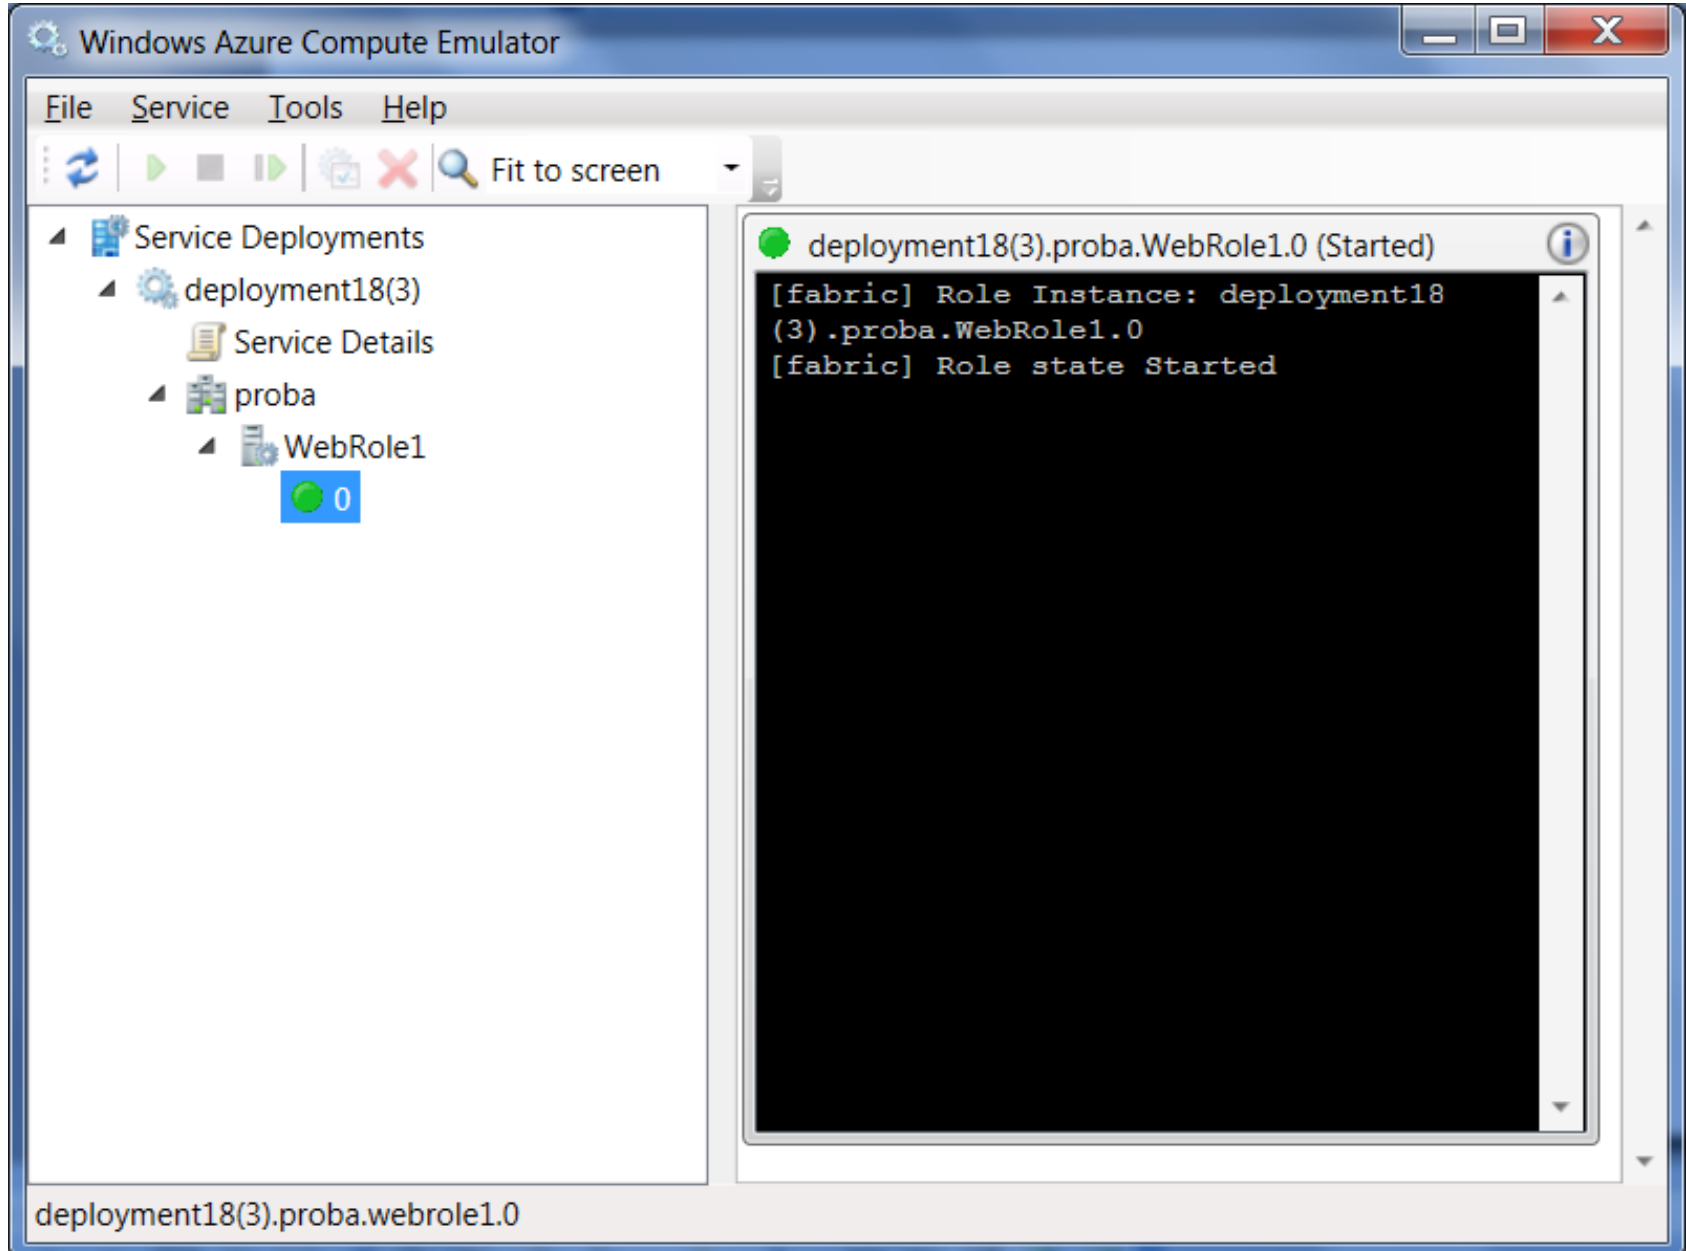 Windows Azure Compute Emulator
File Service Tools Help
Fit to screen
Service Deployments
deployment18(3)
Service Details
proba
WebRole1
0
deployment18(3).proba.WebRole1.0 (Started)
[fabric] Role Instance: deployment18
(3).proba.WebRole1.0
[fabric] Role state Started
deployment18(3).proba.webrole1.0